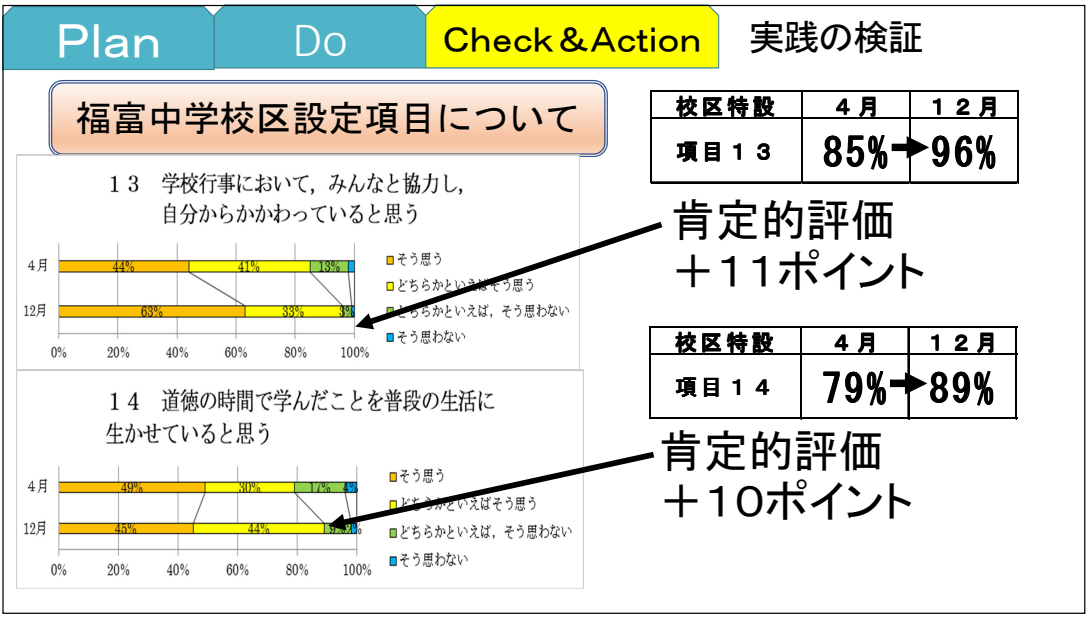 Plan
Do
Check＆Action
実践の検証
福富中学校区設定項目について
１３　学校行事において，みんなと協力し，
自分からかかわっていると思う
4月
44%
41%
13%
12月
63%
33%
3%
0%
20%
40%
60%
80%
100%
そう思う
どちらかといえばそう思う
どちらかといえば，そう思わない
そう思わない
校区特設　４月　１２月
項目１３　85%➡96%
肯定的評価
＋１１ポイント
１４　道徳の時間で学んだことを普段の生活に
生かせていると思う
4月
49%
30%
17%
4%
12月
45%
44%
9%
0%
20%
40%
60%
80%
100%
そう思う
どちらかといえばそう思う
どちらかといえば，そう思わない
そう思わない
校区特設　４月　１２月
項目１４　79%➡89%
肯定的評価
＋１０ポイント